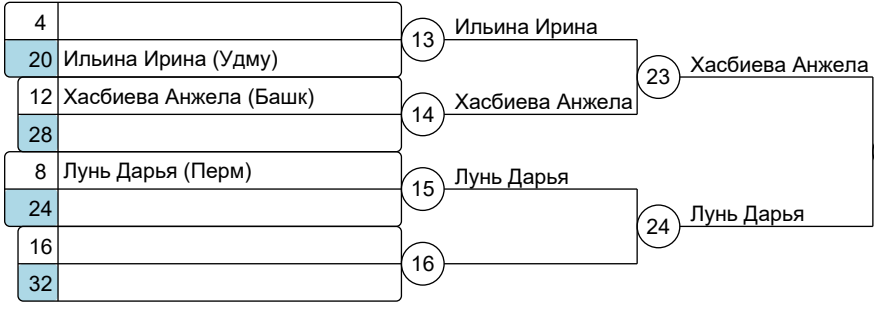 4
13
Ильина Ирина
20 Ильина Ирина (Удму)
23
Хасбиева Анжела
12 Хасбиева Анжела (Башк)
14
Хасбиева Анжела
28
8 Лунь Дарья (Перм)
15
Лунь Дарья
24
24
Лунь Дарья
16
16
32